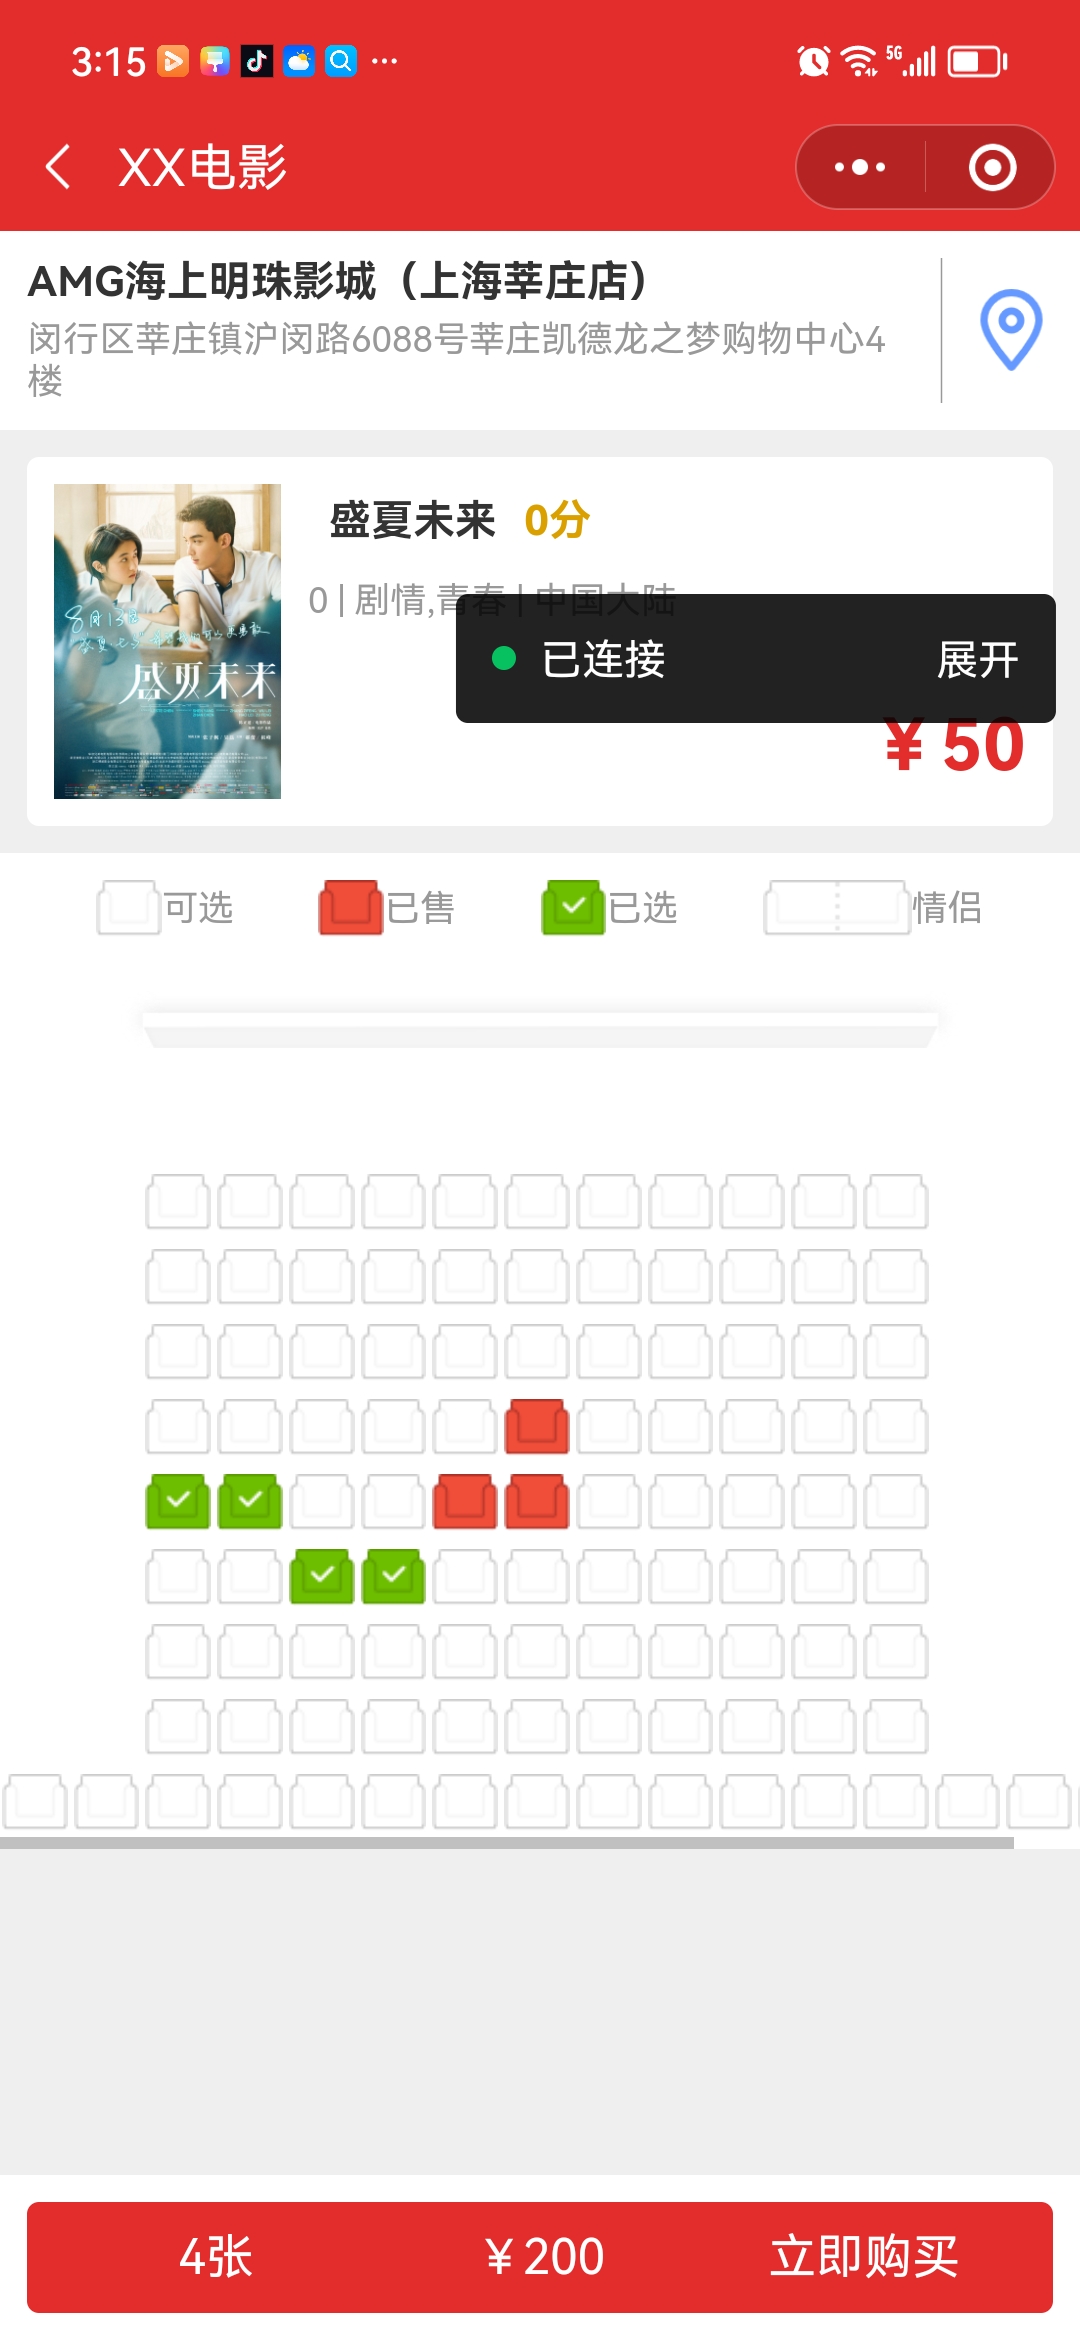 3:15
5G
XX电影
AMG海上明珠影城（上海莘庄店）
闵行区莘庄镇沪闵路6088号莘庄凯德龙之梦购物中心4
楼
盛夏未来 0分
0 | 剧情,青春 | 中国大陆
已连接 展开
¥ 50
8月13日
盛夏未来
可选 已售 已选 情侣
4张 ¥200 立即购买